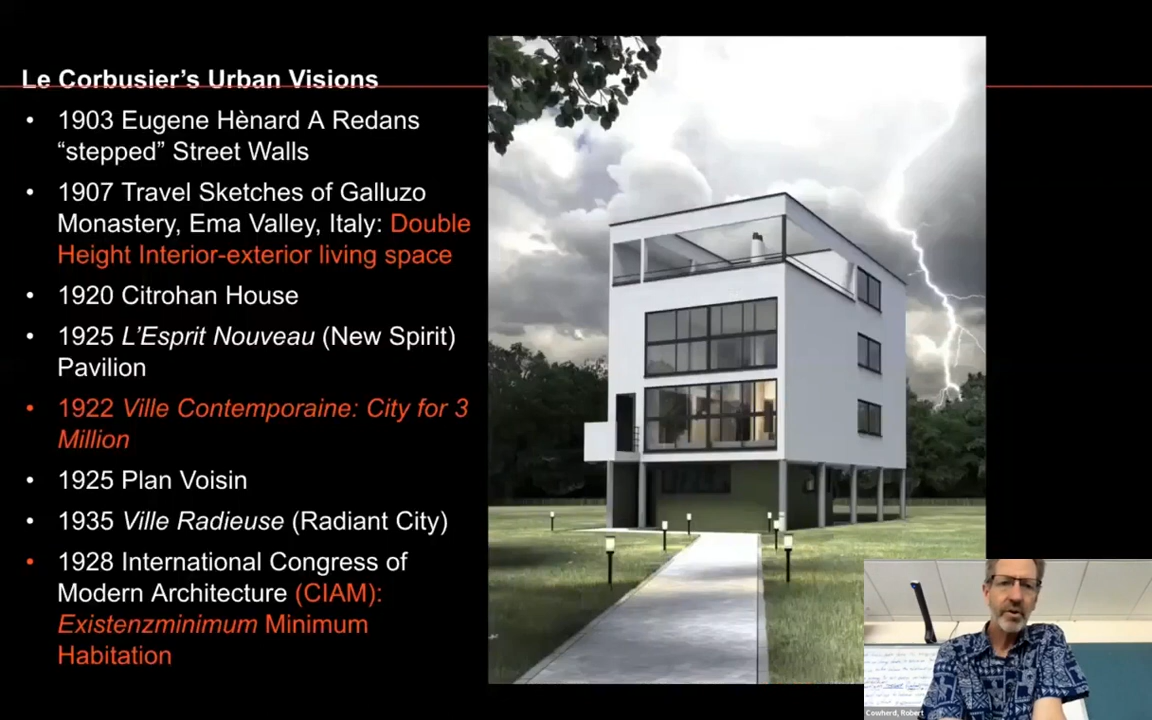 Le Corbusier's Urban Visions
• 1903 Eugene Hènard A Redans
“stepped” Street Walls
• 1907 Travel Sketches of Galluzo
Monastery, Ema Valley, Italy: Double
Height Interior-exterior living space
• 1920 Citrohan House
• 1925 L’Esprit Nouveau (New Spirit)
Pavilion
• 1922 Ville Contemporaine: City for 3
Million
• 1925 Plan Voisin
• 1935 Ville Radieuse (Radiant City)
• 1928 International Congress of
Modern Architecture (CIAM):
Existenzminimum Minimum
Habitation
Cowherd, Robert